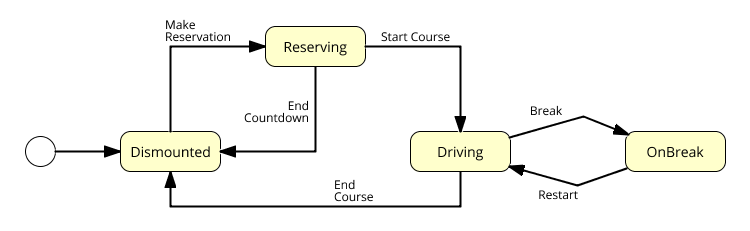 Make
Reservation
Reserving
Start Course
End
Countdown
Break
Dismounted
Driving
OnBreak
End
Course
Restart